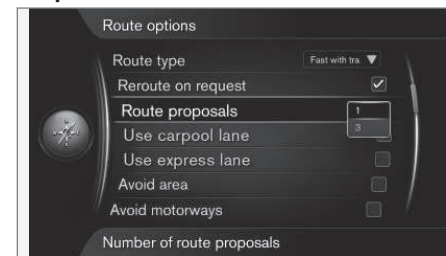 Route options
Route type Fast with tra
Reroute on request
Route proposals 1
3
Use carpool lane
Use express lane
Avoid area
Avoid motorways
Number of route proposals